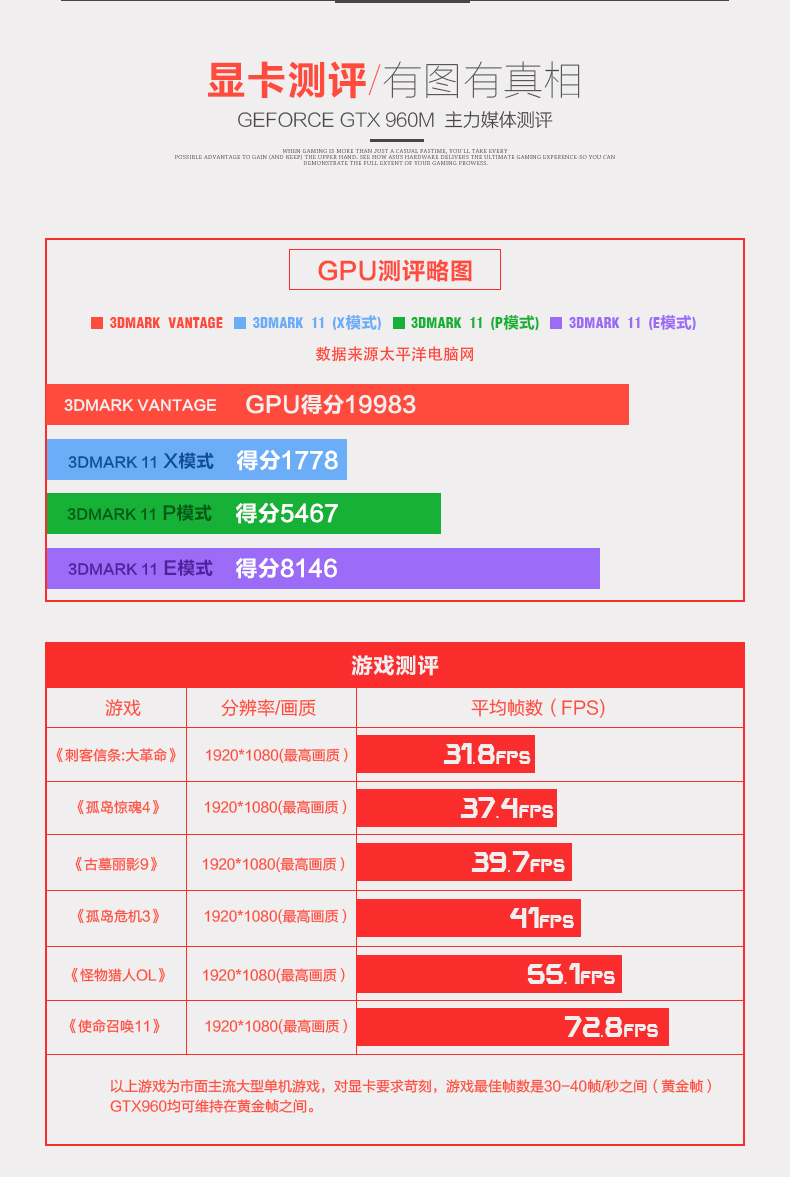 显卡测评/有图有真相
GEFORCE GTX 960M 主力媒体测评
WHEN GAMING IS MORE THAN JUST A CASUAL PASTIME, YOU'LL TAKE EVERY
POSSIBLE ADVANTAGE TO GAIN (AND KEEP) THE UPPER HAND. SEE HOW ASUS HARDWARE DELIVERS THE ULTIMATE GAMING EXPERIENCE-SO YOU CAN
DEMONSTRATE THE FULL EXTENT OF YOUR GAMING PROWESS.
GPU测评略图
3DMARK VANTAGE 3DMARK 11 (X模式) 3DMARK 11 (P模式) 3DMARK 11 (E模式)
数据来源太平洋电脑网
3DMARK VANTAGE GPU得分19983
3DMARK 11 X模式 得分1778
3DMARK 11 P模式 得分5467
3DMARK 11 E模式 得分8146
游戏测评
游戏 分辨率/画质 平均帧数（FPS)
《刺客信条:大革命》 1920*1080(最高画质） 31.8FPS
《孤岛惊魂4》 1920*1080(最高画质） 37.4FPS
《古墓丽影9》 1920*1080(最高画质） 39.7FPS
《孤岛危机3》 1920*1080(最高画质） 41FPS
《怪物猎人OL》 1920*1080(最高画质） 55.1FPS
《使命召唤11》 1920*1080(最高画质） 72.8FPS
以上游戏为市面主流大型单机游戏，对显卡要求苛刻，游戏最佳帧数是30-40帧/秒之间（黄金帧）
GTX960均可维持在黄金帧之间。